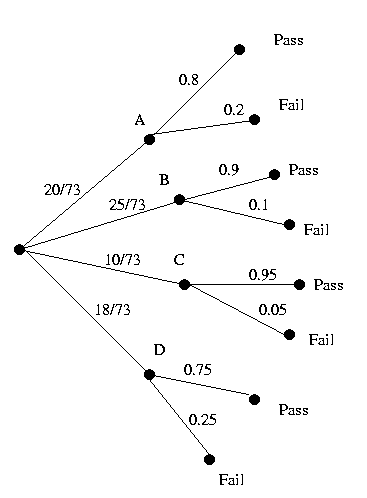 Pass
0.8
0.2
Fail
A
20/73
B
0.9
Pass
25/73
0.1
Fail
10/73
C
0.95
Pass
0.05
Fail
18/73
D
0.75
Pass
0.25
Fail